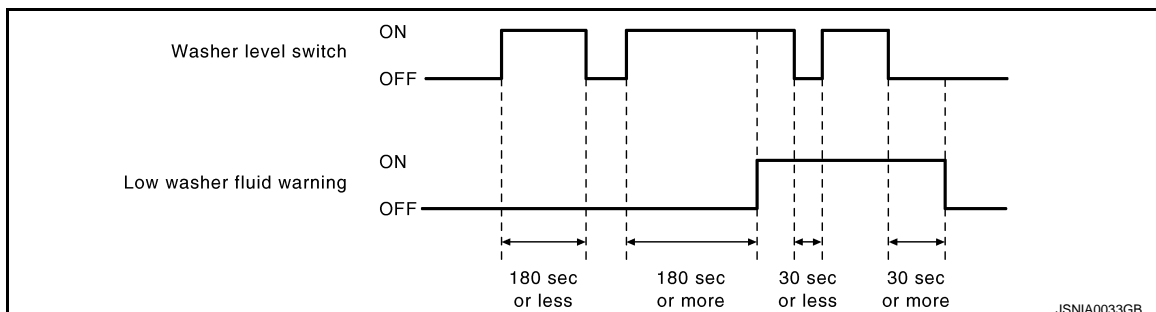 ON
Washer level switch
OFF
ON
Low washer fluid warning
OFF
180 sec
or less
180 sec
or more
30 sec
or less
30 sec
or more
JSNIA0033GB